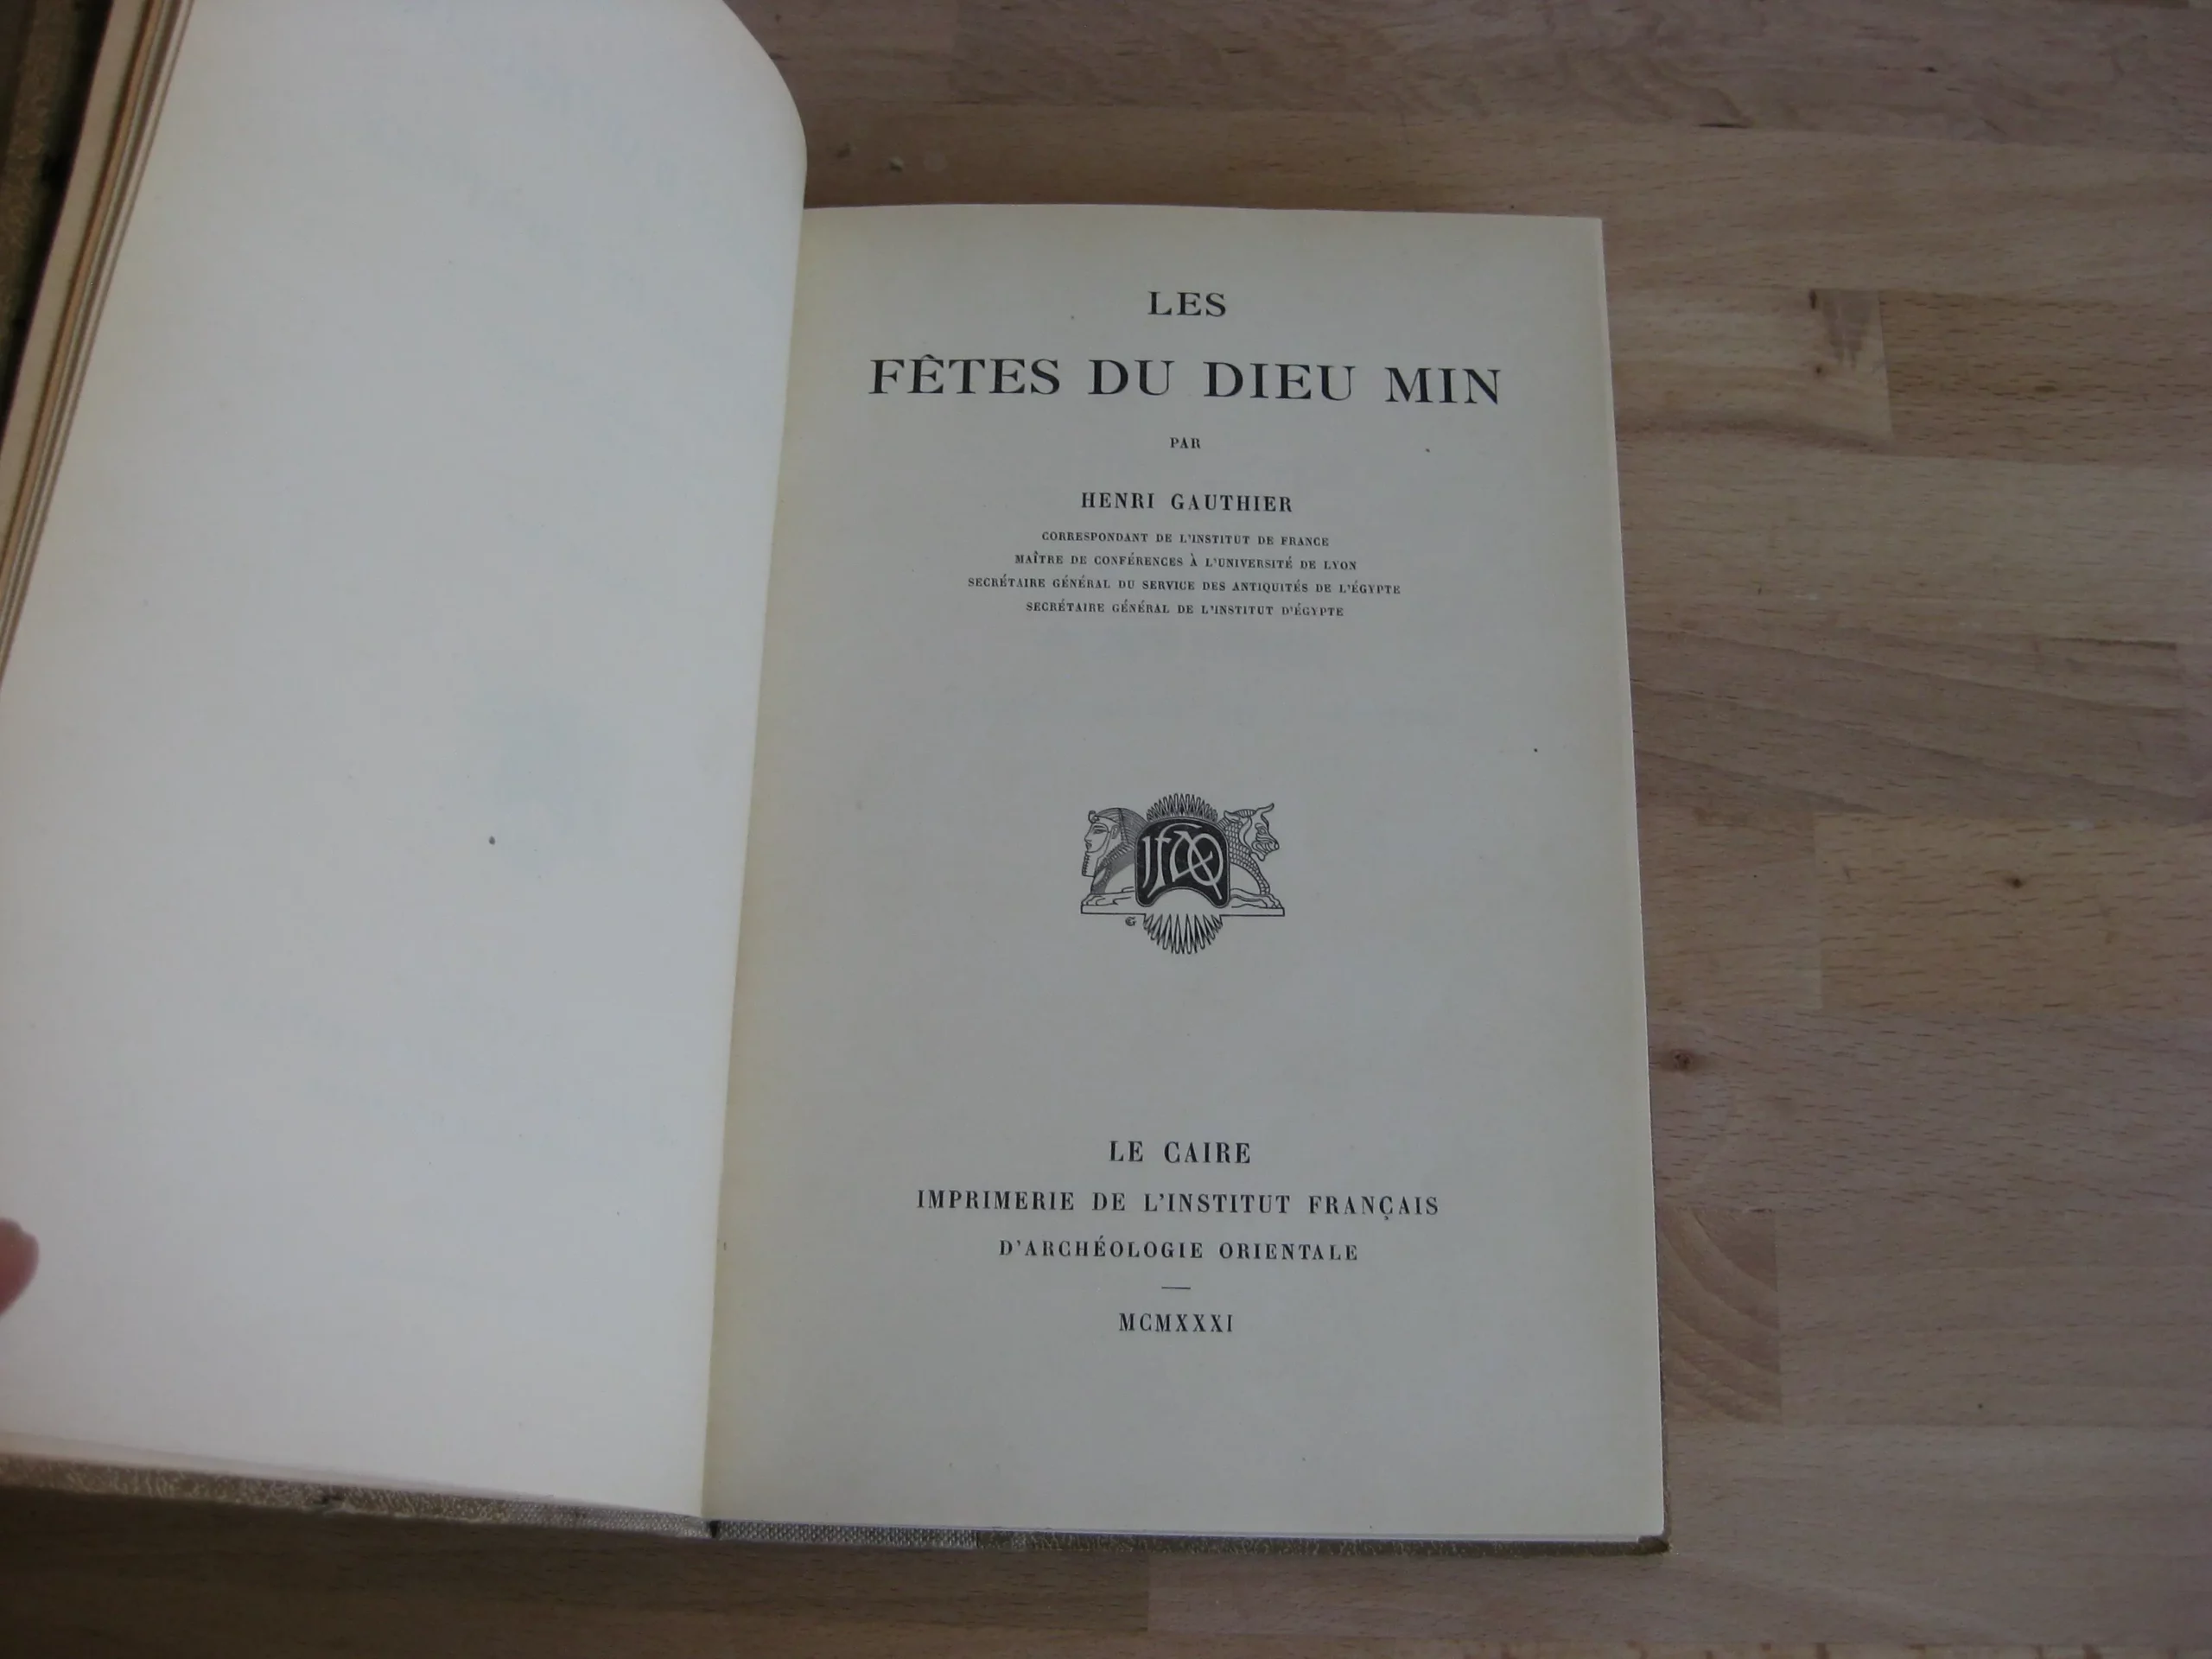 LES
FÊTES DU DIEU MIN
PAR
HENRI GAUTHIER
CORRESPONDANT DE L'INSTITUT DE FRANCE
MAÎTRE DE CONFÉRENCES À L'UNIVERSITÉ DE LYON
SECRÉTAIRE GÉNÉRAL DU SERVICE DES ANTIQUITÉS DE L'ÉGYPTE
SECRÉTAIRE GÉNÉRAL DE L'INSTITUT D'ÉGYPTE
IFAO
G
LE CAIRE
IMPRIMERIE DE L'INSTITUT FRANÇAIS
D'ARCHÉOLOGIE ORIENTALE
MCMXXXI